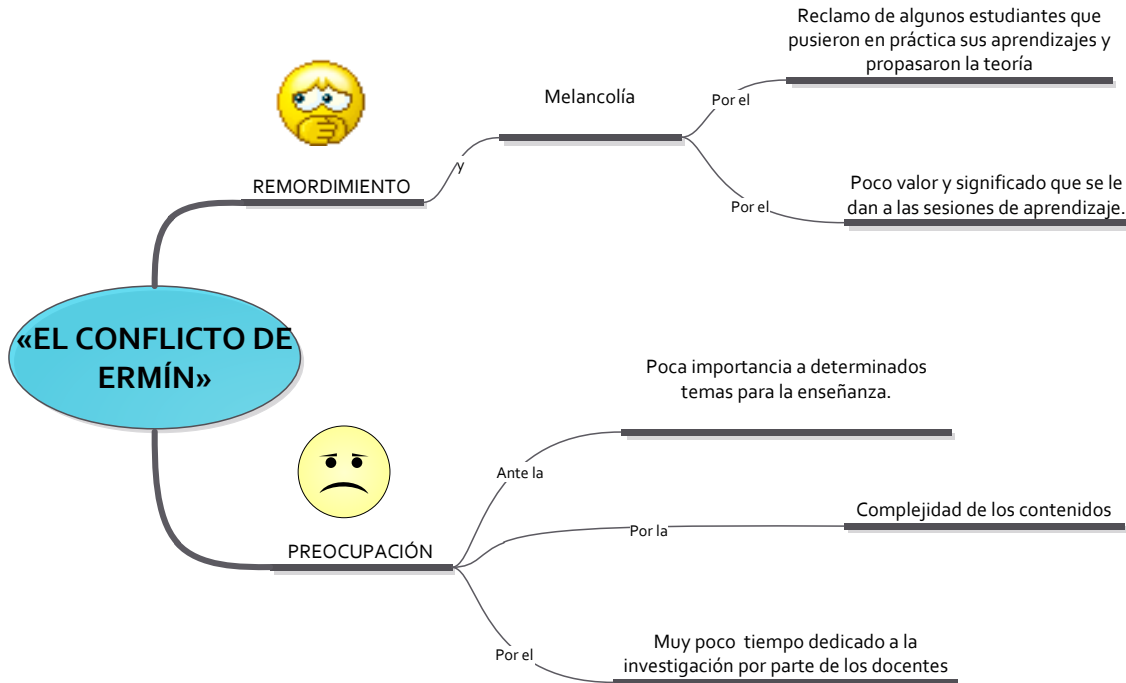 «EL CONFLICTO DE
ERMÍN»
REMORDIMIENTO
y
Melancolía
Por el
Reclamo de algunos estudiantes que
pusieron en práctica sus aprendizajes y
propasaron la teoría
Por el
Poco valor y significado que se le
dan a las sesiones de aprendizaje.
PREOCUPACIÓN
Ante la
Poca importancia a determinados
temas para la enseñanza.
Por la
Complejidad de los contenidos
Por el
Muy poco tiempo dedicado a la
investigación por parte de los docentes